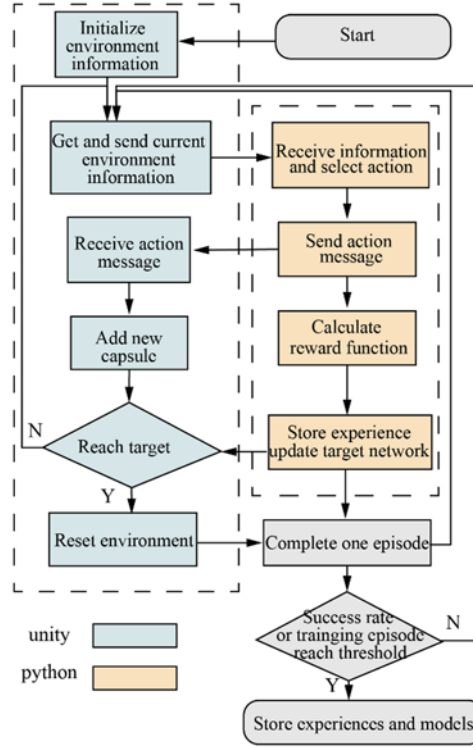 Initialize
environment
information
Start
Get and send current
environment
information
Receive information
and select action
Receive action
message
Send action
message
Add new
capsule
Calculate
reward function
N
Reach target
Store experience
update target network
Y
Reset environment
Complete one episode
unity
python
Success rate
or trainging episode
reach threshold
N
Y
Store experiences and models